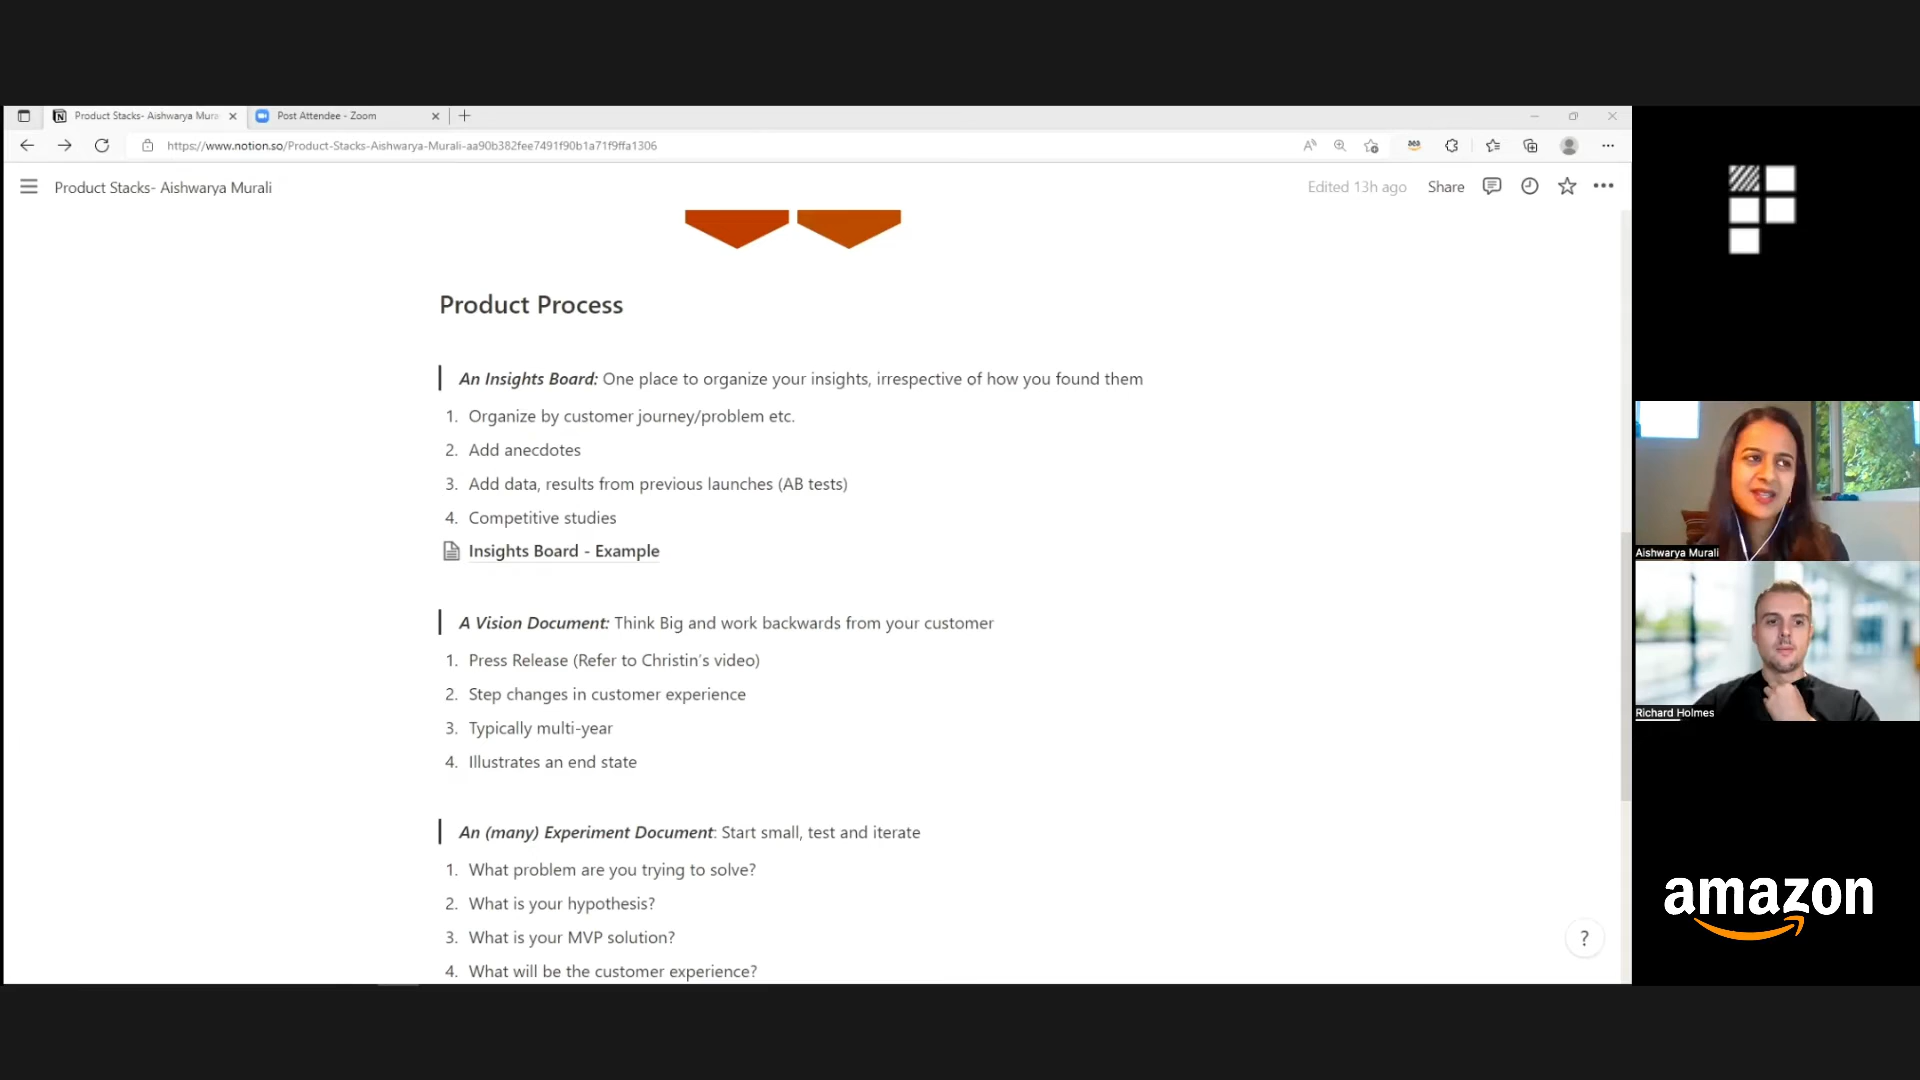 Product Stacks- Aishwarya Mura
Post Attendee - Zoom
https://www.notion.so/Product-Stacks-Aishwarya-Murali-aa90b382fee7491f90b1a71f9ffa1306
Product Stacks- Aishwarya Murali
Edited 13h ago
Share
Product Process
An Insights Board: One place to organize your insights, irrespective of how you found them
1. Organize by customer journey/problem etc.
2. Add anecdotes
3. Add data, results from previous launches (AB tests)
4. Competitive studies
Insights Board - Example
A Vision Document: Think Big and work backwards from your customer
1. Press Release (Refer to Christin's video)
2. Step changes in customer experience
3. Typically multi-year
4. Illustrates an end state
An (many) Experiment Document: Start small, test and iterate
1. What problem are you trying to solve?
2. What is your hypothesis?
3. What is your MVP solution?
4. What will be the customer experience?
?
Aishwarya Murali
Richard Holmes
amazon